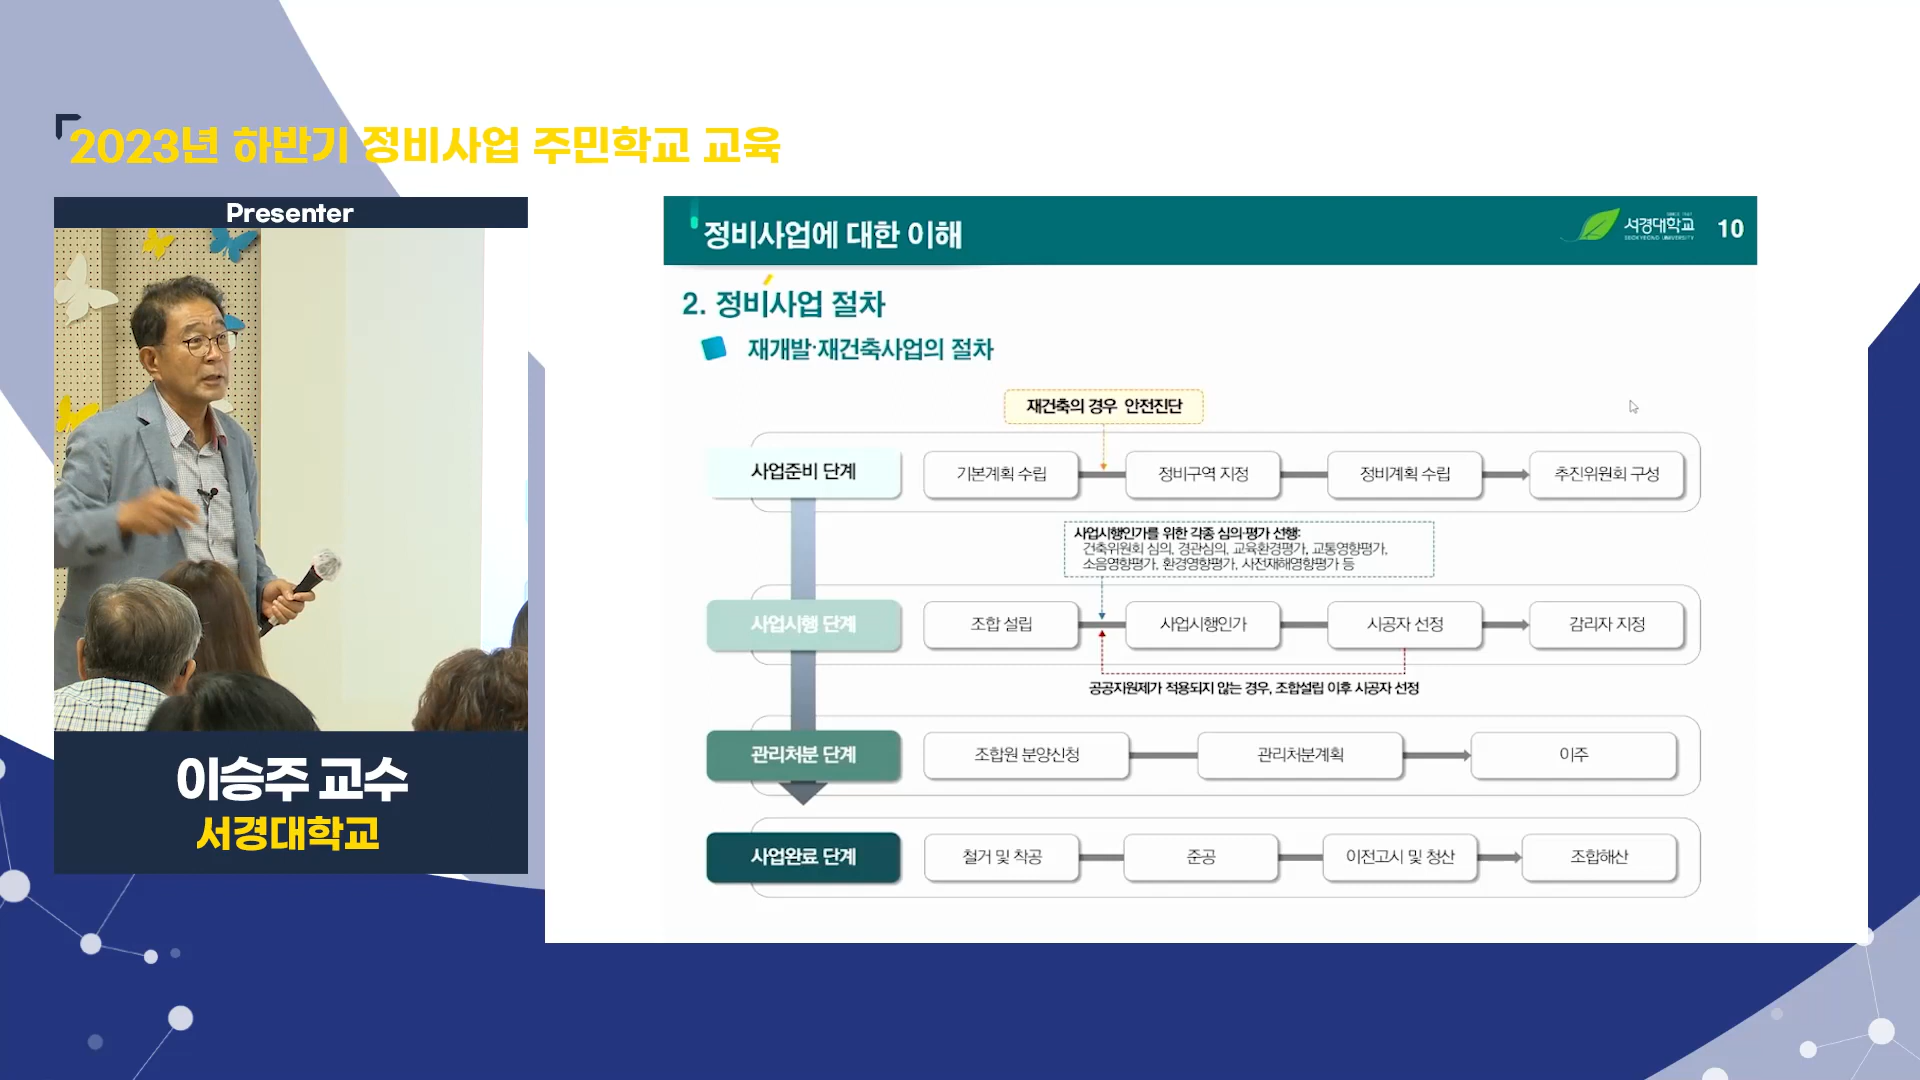 2023년 하반기 정비사업 주민학교 교육
Presenter
이승주 교수
서경대학교
정비사업에 대한 이해
SINCE 1947
서경대학교
SEOKYEONG UNIVERSITY
10
2. 정비사업 절차
재개발·재건축사업의 절차
재건축의 경우 안전진단
사업준비 단계
기본계획 수립
정비구역 지정
정비계획 수립
추진위원회 구성
사업시행인가를 위한 각종 심의·평가 선행:
건축위원회 심의, 경관심의, 교육환경평가, 교통영향평가,
소음영향평가, 환경영향평가, 사전재해영향평가 등
사업시행 단계
조합 설립
사업시행인가
시공자 선정
감리자 지정
공공지원제가 적용되지 않는 경우, 조합설립 이후 시공자 선정
관리처분 단계
조합원 분양신청
관리처분계획
이주
사업완료 단계
철거 및 착공
준공
이전고시 및 청산
조합해산